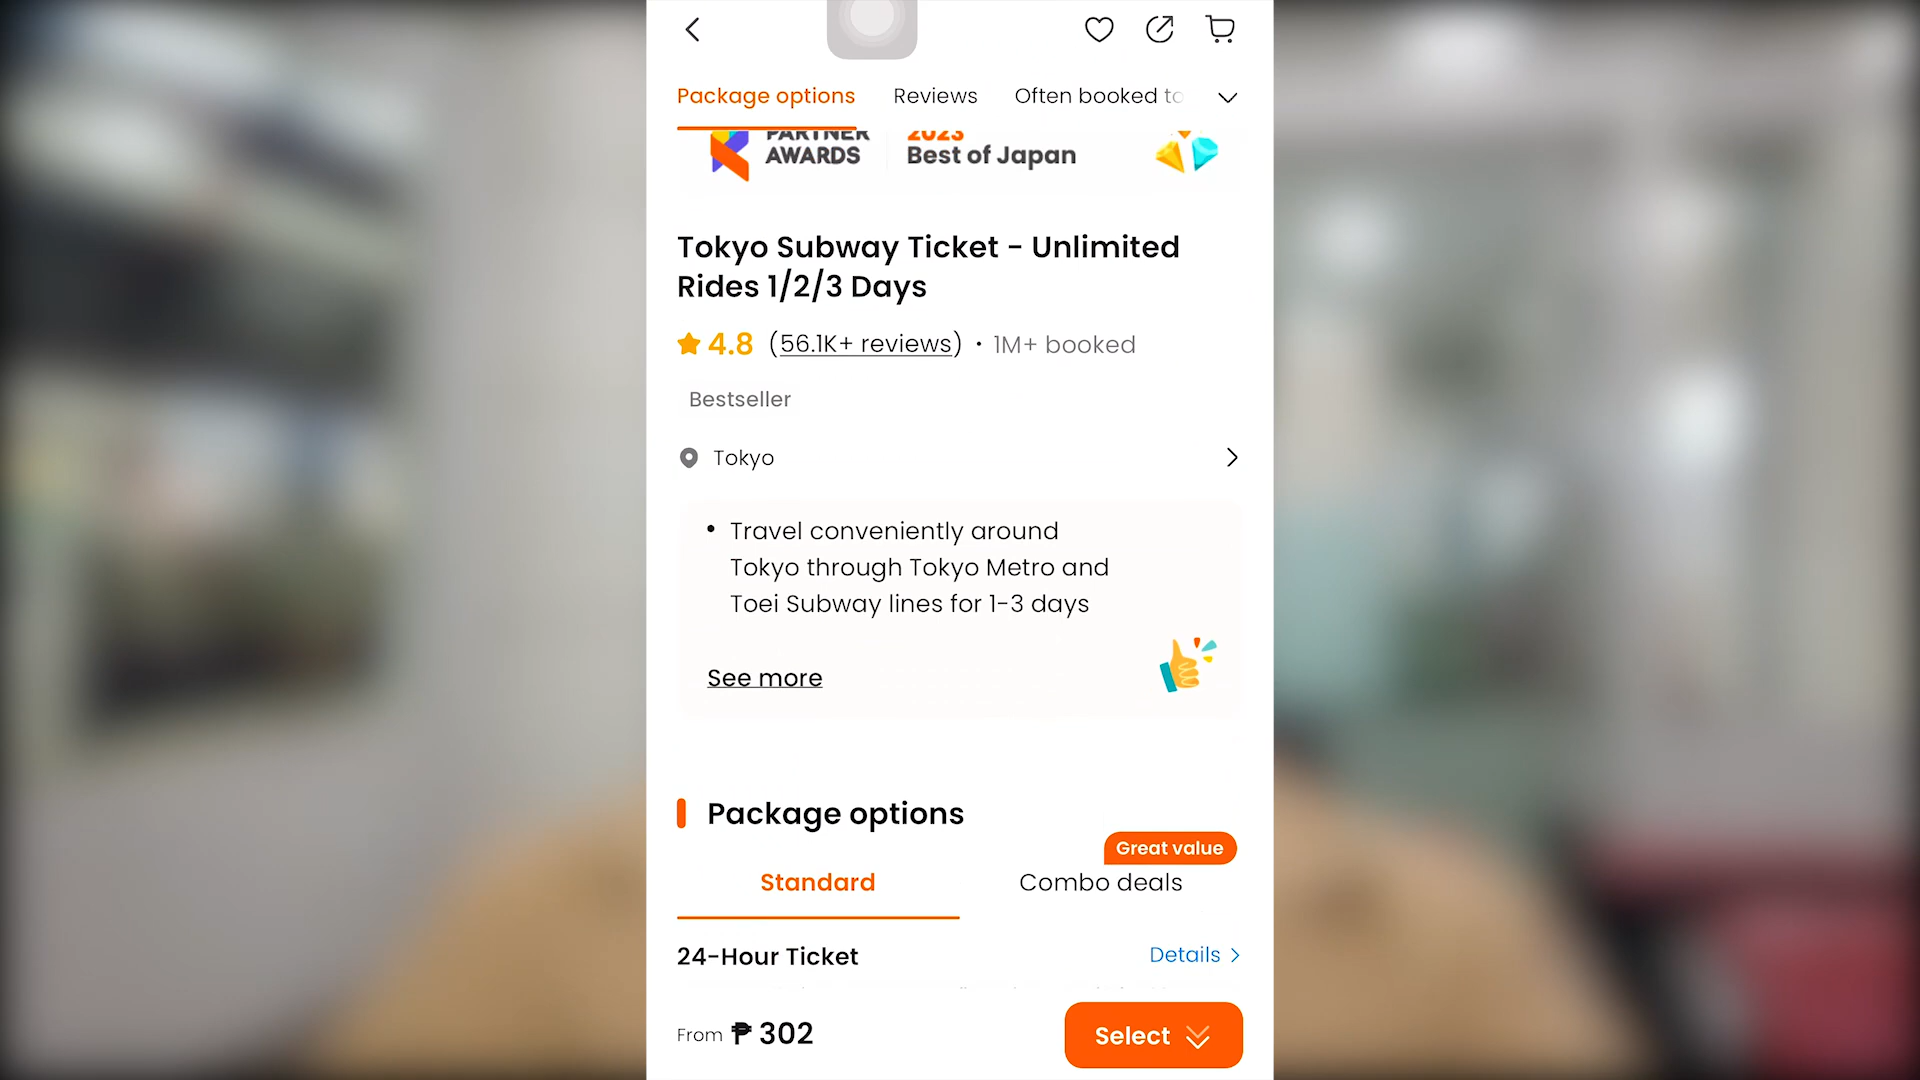 Package options
Reviews
Often booked to
PARTNER
AWARDS
2023
Best of Japan
Tokyo Subway Ticket - Unlimited
Rides 1/2/3 Days
4.8 (56.1K+ reviews) • 1M+ booked
Bestseller
Tokyo
• Travel conveniently around
Tokyo through Tokyo Metro and
Toei Subway lines for 1-3 days
See more
Package options
Great value
Standard
Combo deals
24-Hour Ticket
Details
From ₱ 302
Select